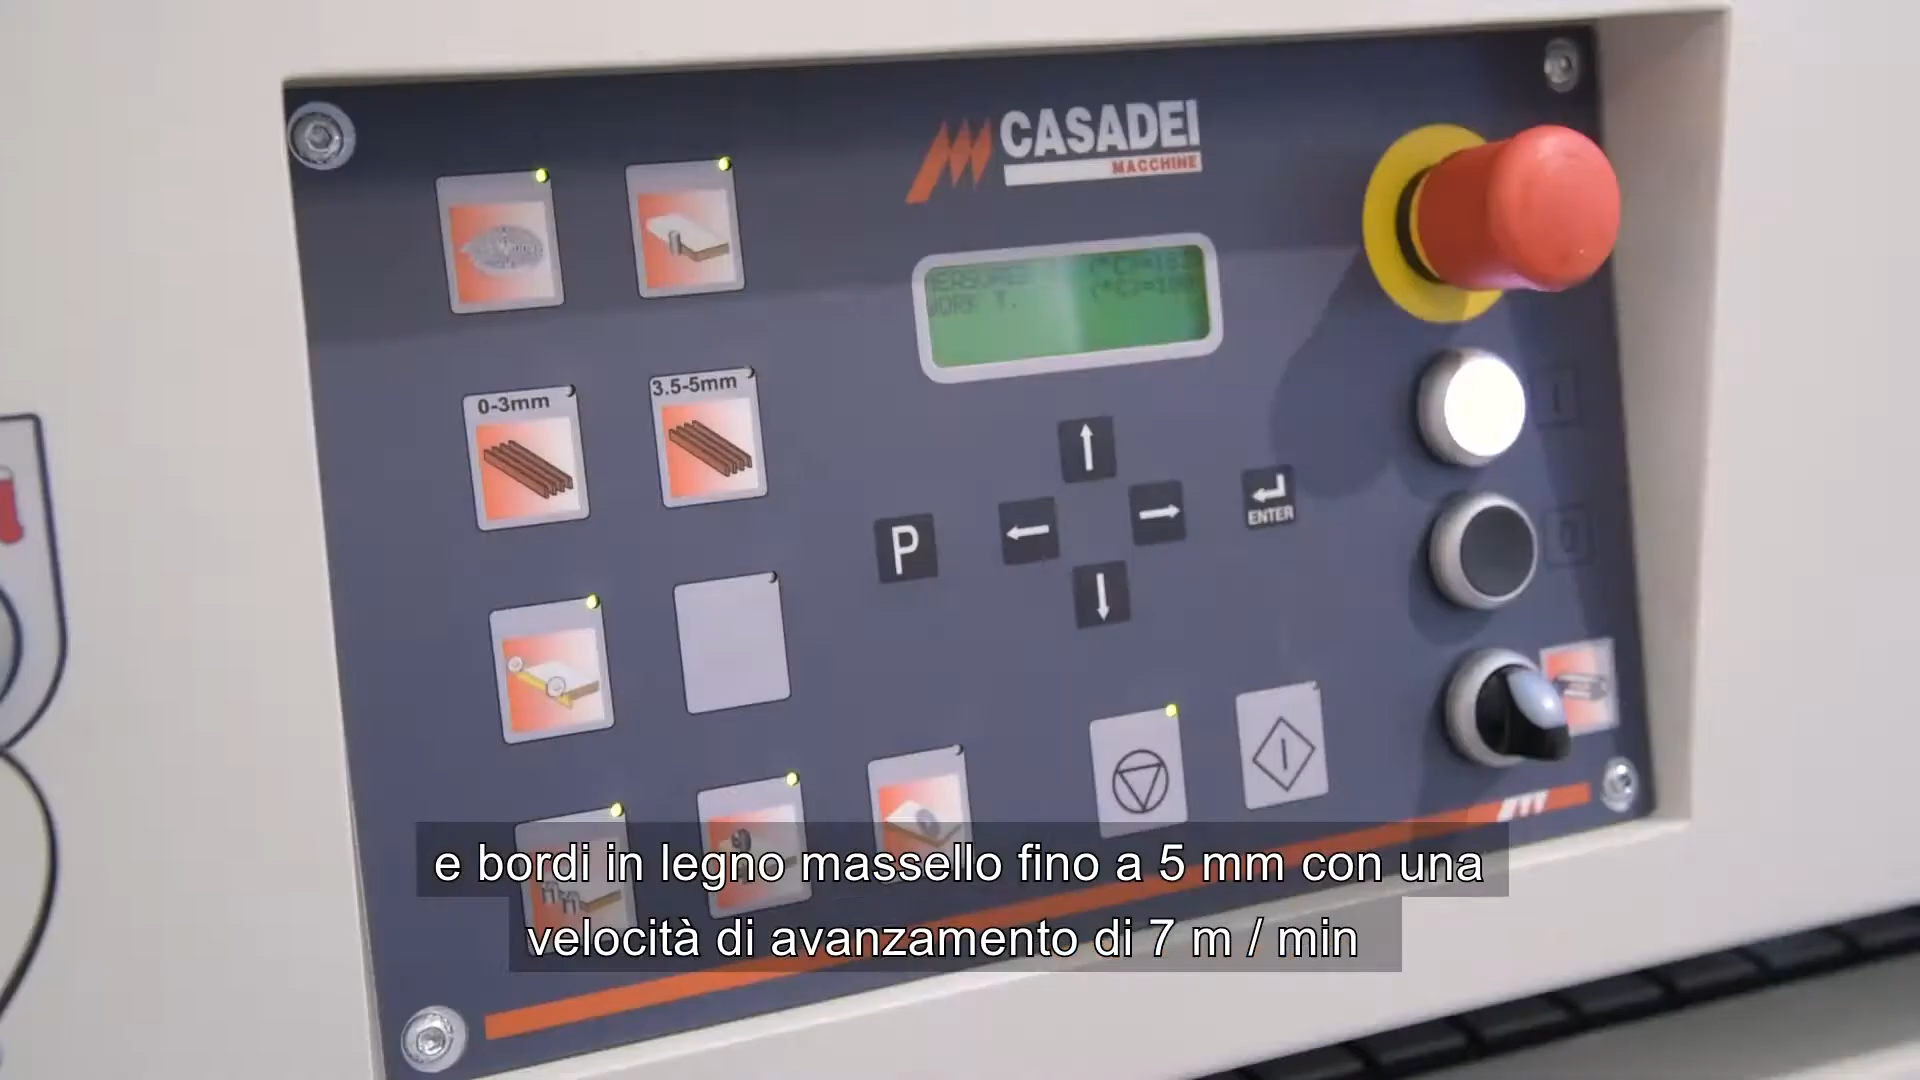 CASADEI
MACCHINE
WORK T.
0-3mm
3.5-5mm
P
ENTER
e bordi in legno massello fino a 5 mm con una
velocità di avanzamento di 7 m / min